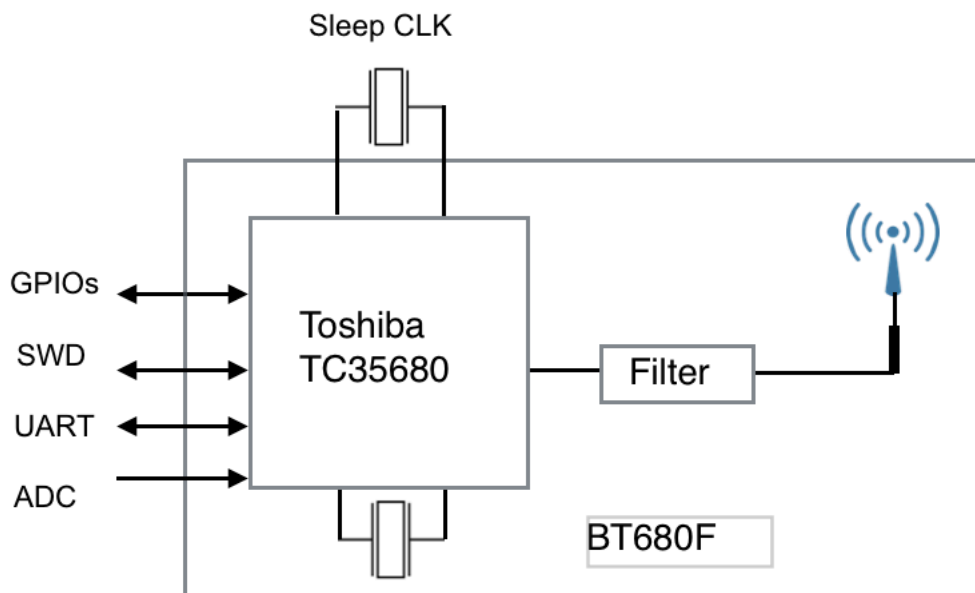 Sleep CLK
GPIOs
SWD
UART
ADC
Toshiba
TC35680
Filter
BT680F